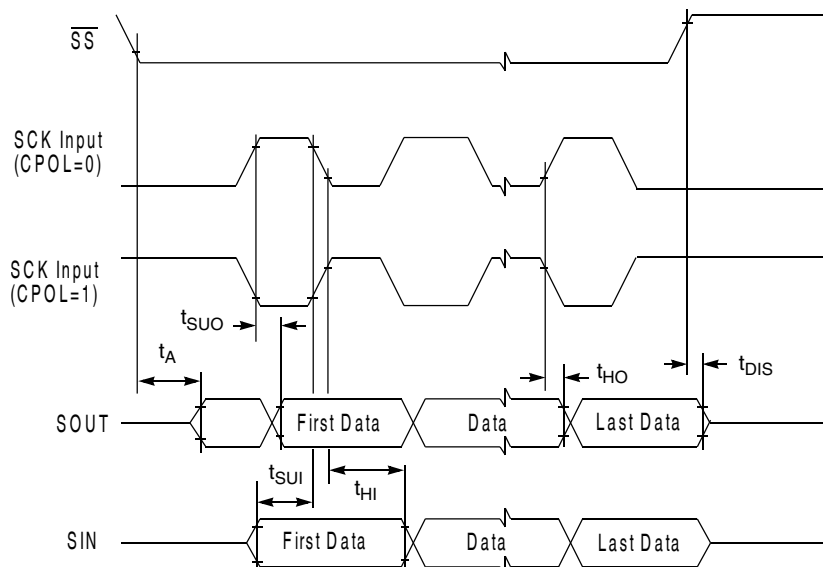 SS
SCK Input
(CPOL=0)
SCK Input
(CPOL=1)
tSUO
tA
tHO
tDIS
SOUT
First Data
Data
Last Data
tSUI
tHI
SIN
First Data
Data
Last Data